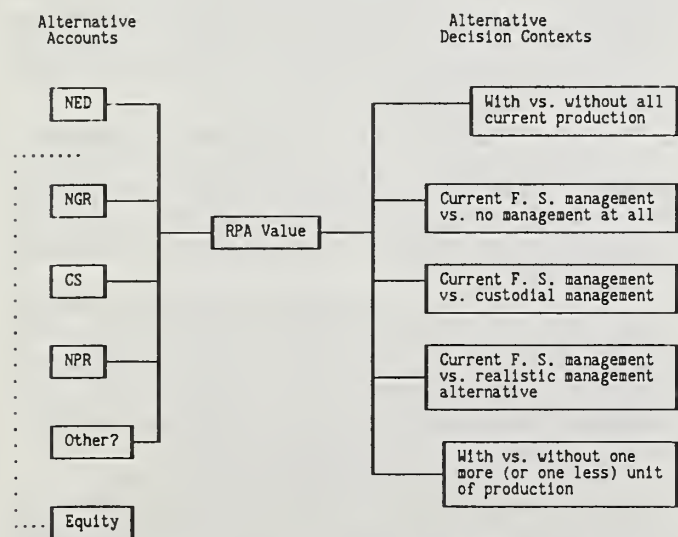 Alternative
Accounts
NED
NGR
CS
NPR
Other?
Equity
RPA Value
Alternative
Decision Contexts
With vs. without all
current production
Current F. S. management
vs. no management at all
Current F. S. management
vs. custodial management
Current F. S. management
vs. realistic management
alternative
With vs. without one
more (or one less) unit
of production